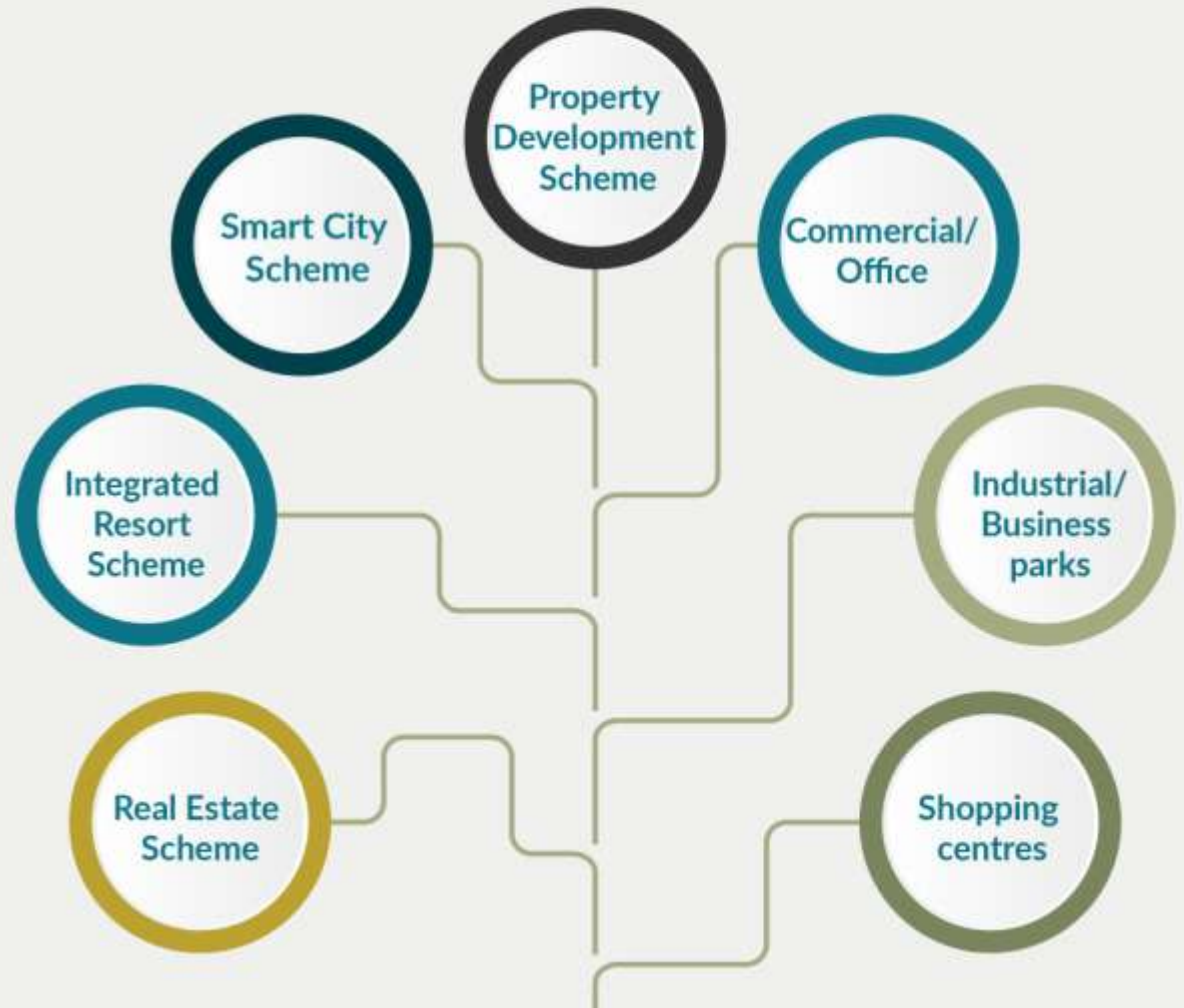 Property
Development
Scheme
Smart City
Scheme
Commercial/
Office
Integrated
Resort
Scheme
Industrial/
Business
parks
Real Estate
Scheme
Shopping
centres